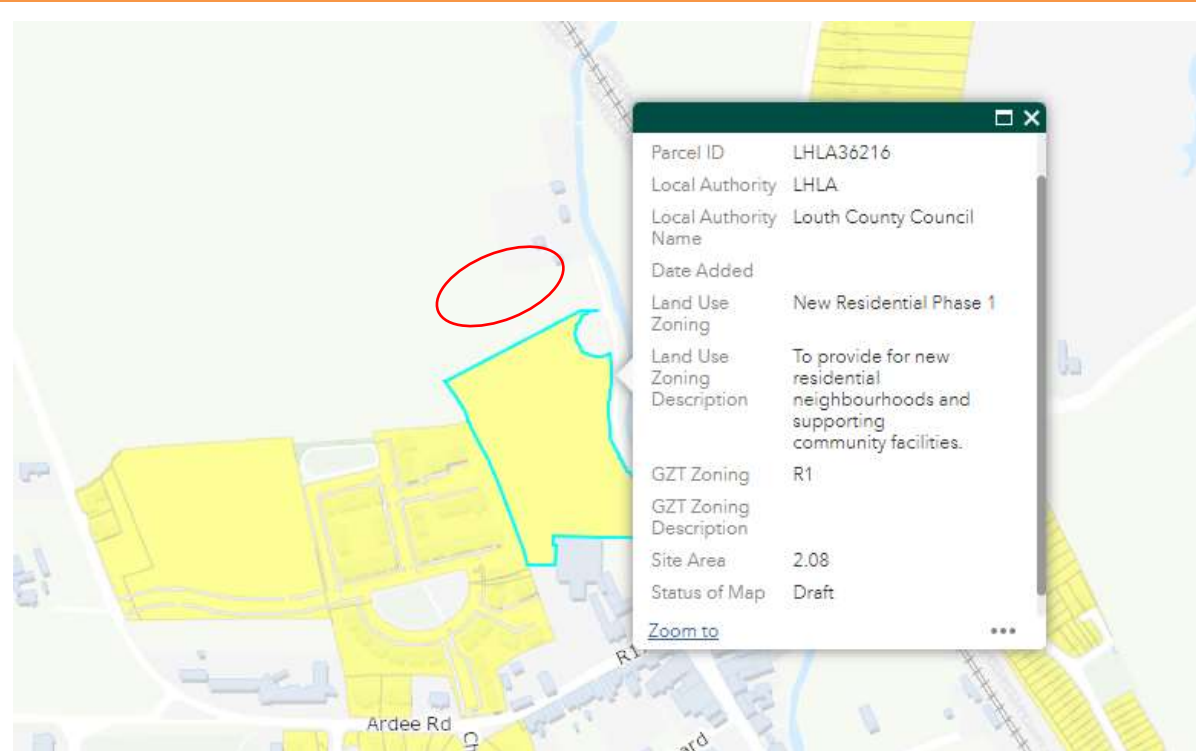 Parcel ID LHLA36216
Local Authority LHLA
Local Authority Louth County Council
Name
Date Added
Land Use New Residential Phase 1
Zoning
Land Use To provide for new
Zoning residential
Description neighbourhoods and
supporting
community facilities.
GZT Zoning R1
GZT Zoning
Description
Site Area 2.08
Status of Map Draft
Zoom to
Ardee Rd